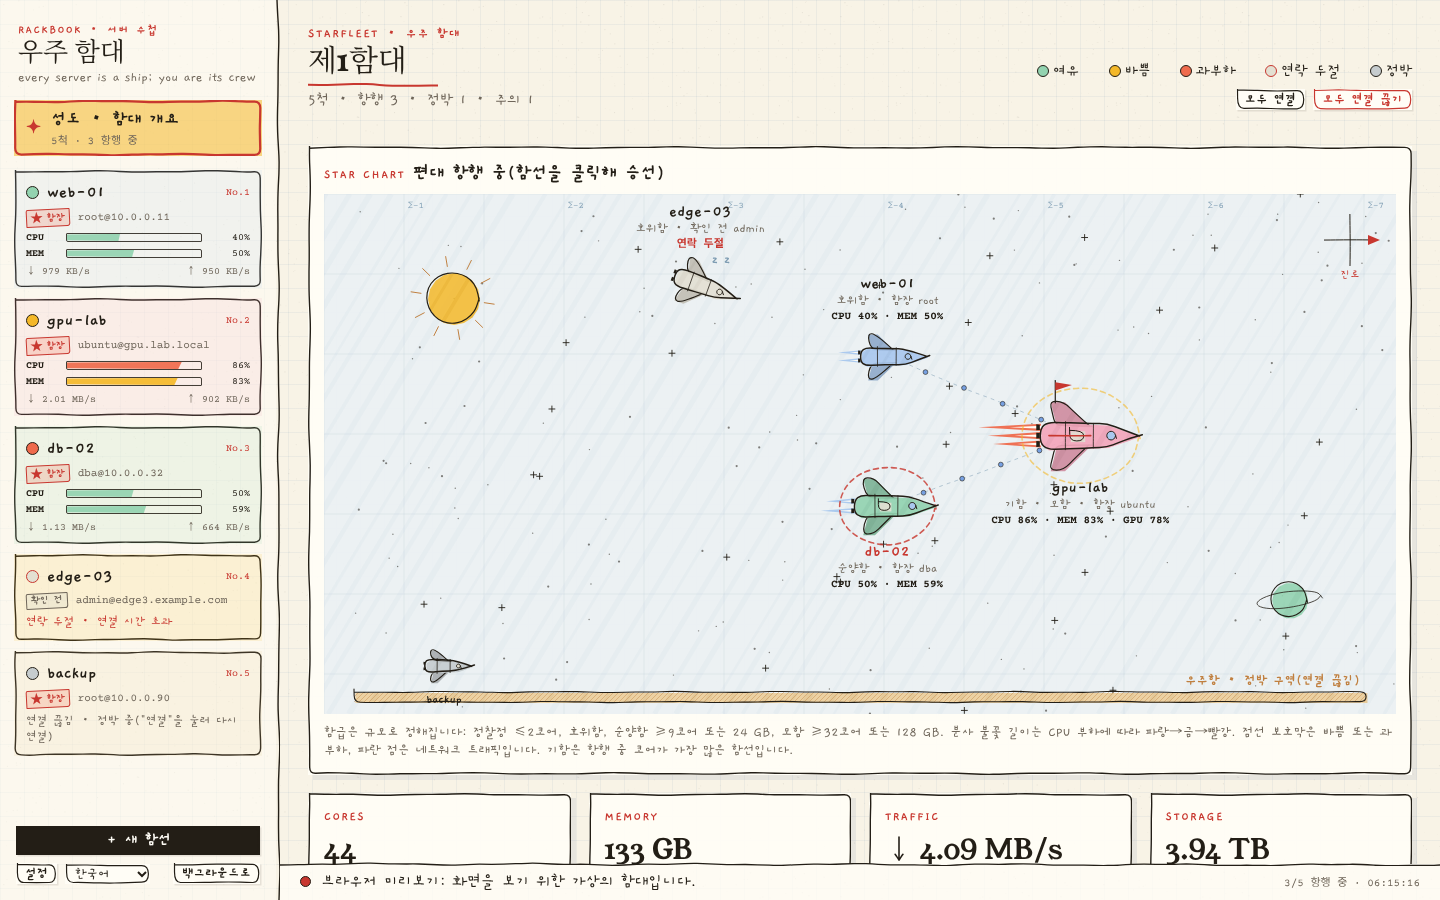 RACKBOOK • 서버 수첩
우주 함대
every server is a ship; you are its crew
성도 • 함대 개요
5척 · 3 항행 중
web-01 No.1
★ 함장 root@10.0.0.11
CPU 40%
MEM 50%
↓ 979 KB/s ↑ 950 KB/s
gpu-lab No.2
★ 함장 ubuntu@gpu.lab.local
CPU 86%
MEM 83%
↓ 2.01 MB/s ↑ 902 KB/s
db-02 No.3
★ 함장 dba@10.0.0.32
CPU 50%
MEM 59%
↓ 1.13 MB/s ↑ 664 KB/s
edge-03 No.4
확인 전 admin@edge3.example.com
연락 두절 • 연결 시간 초과
backup No.5
★ 함장 root@10.0.0.90
연결 끊김 • 정박 중("연결"을 눌러 다시
연결)
+ 새 함선
설정 한국어 백그라운드로
STARFLEET • 우주 함대
제1함대
5척 • 항행 3 • 정박 1 • 주의 1
여유 바쁨 과부하 연락 두절 정박
모두 연결 모두 연결 끊기
STAR CHART 편대 항행 중(함선을 클릭해 승선)
Σ-1 Σ-2 Σ-3 Σ-4 Σ-5 Σ-6 Σ-7
edge-03
호위함 • 확인 전 admin
연락 두절
z z
진로
web-01
호위함 • 함장 root
CPU 40% · MEM 50%
gpu-lab
기함 • 모함 • 함장 ubuntu
CPU 86% · MEM 83% · GPU 78%
db-02
순양함 • 함장 dba
CPU 50% · MEM 59%
backup
우주항 • 정박 구역(연결 끊김)
함급은 규모로 정해집니다: 정찰정 ≤2코어, 호위함, 순양함 ≥9코어 또는 24 GB, 모함 ≥32코어 또는 128 GB. 분사 불꽃 길이는 CPU 부하에 따라 파랑→금→빨강. 점선 보호막은 바쁨 또는 과
부하, 파란 점은 네트워크 트래픽입니다. 기함은 항행 중 코어가 가장 많은 함선입니다.
CORES
44
MEMORY
133 GB
TRAFFIC
↓ 4.09 MB/s
STORAGE
3.94 TB
브라우저 미리보기: 화면을 보기 위한 가상의 함대입니다.
3/5 항행 중 · 06:15:16